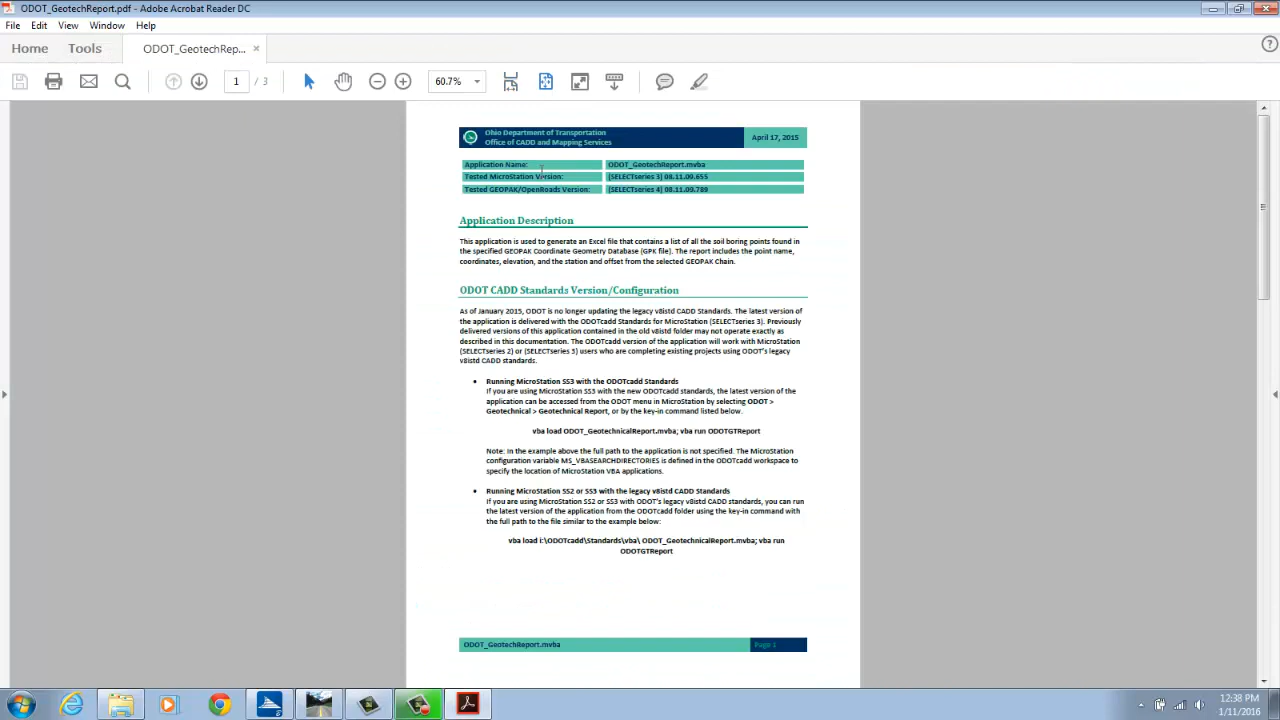 ODOT_GeotechReport.pdf - Adobe Acrobat Reader DC
File Edit View Window Help
Home Tools ODOT_GeotechRep...
1 / 3 60.7%
Ohio Department of Transportation
Office of CADD and Mapping Services
April 17, 2015
Application Name: ODOT_GeotechReport.mvba
Tested MicroStation Version: (SELECTseries 3) 08.11.09.655
Tested GEOPAK/OpenRoads Version: (SELECTseries 4) 08.11.09.789
Application Description
This application is used to generate an Excel file that contains a list of all the soil boring points found in
the specified GEOPAK Coordinate Geometry Database (GPK file). The report includes the point name,
coordinates, elevation, and the station and offset from the selected GEOPAK Chain.
ODOT CADD Standards Version/Configuration
As of January 2015, ODOT is no longer updating the legacy v8istd CADD Standards. The latest version of
the application is delivered with the ODOTcadd Standards for MicroStation (SELECTseries 3). Previously
delivered versions of this application contained in the old v8istd folder may not operate exactly as
described in this documentation. The ODOTcadd version of the application will work with MicroStation
(SELECTseries 2) or (SELECTseries 3) users who are completing existing projects using ODOT's legacy
v8istd CADD standards.
• Running MicroStation SS3 with the ODOTcadd Standards
If you are using MicroStation SS3 with the new ODOTcadd standards, the latest version of the
application can be accessed from the ODOT menu in MicroStation by selecting ODOT >
Geotechnical > Geotechnical Report, or by the key-in command listed below.
vba load ODOT_GeotechnicalReport.mvba; vba run ODOTGTReport
Note: In the example above the full path to the application is not specified. The MicroStation
configuration variable MS_VBASEARCHDIRECTORIES is defined in the ODOTcadd workspace to
specify the location of MicroStation VBA applications.
• Running MicroStation SS2 or SS3 with the legacy v8istd CADD Standards
If you are using MicroStation SS2 or SS3 with ODOT's legacy v8istd CADD standards, you can run
the latest version of the application from the ODOTcadd folder using the key-in command with
the full path to the file similar to the example below:
vba load i:\ODOTcadd\Standards\vba\ ODOT_GeotechnicalReport.mvba; vba run
ODOTGTReport
ODOT_GeotechReport.mvba Page 1
12:38 PM
1/11/2016